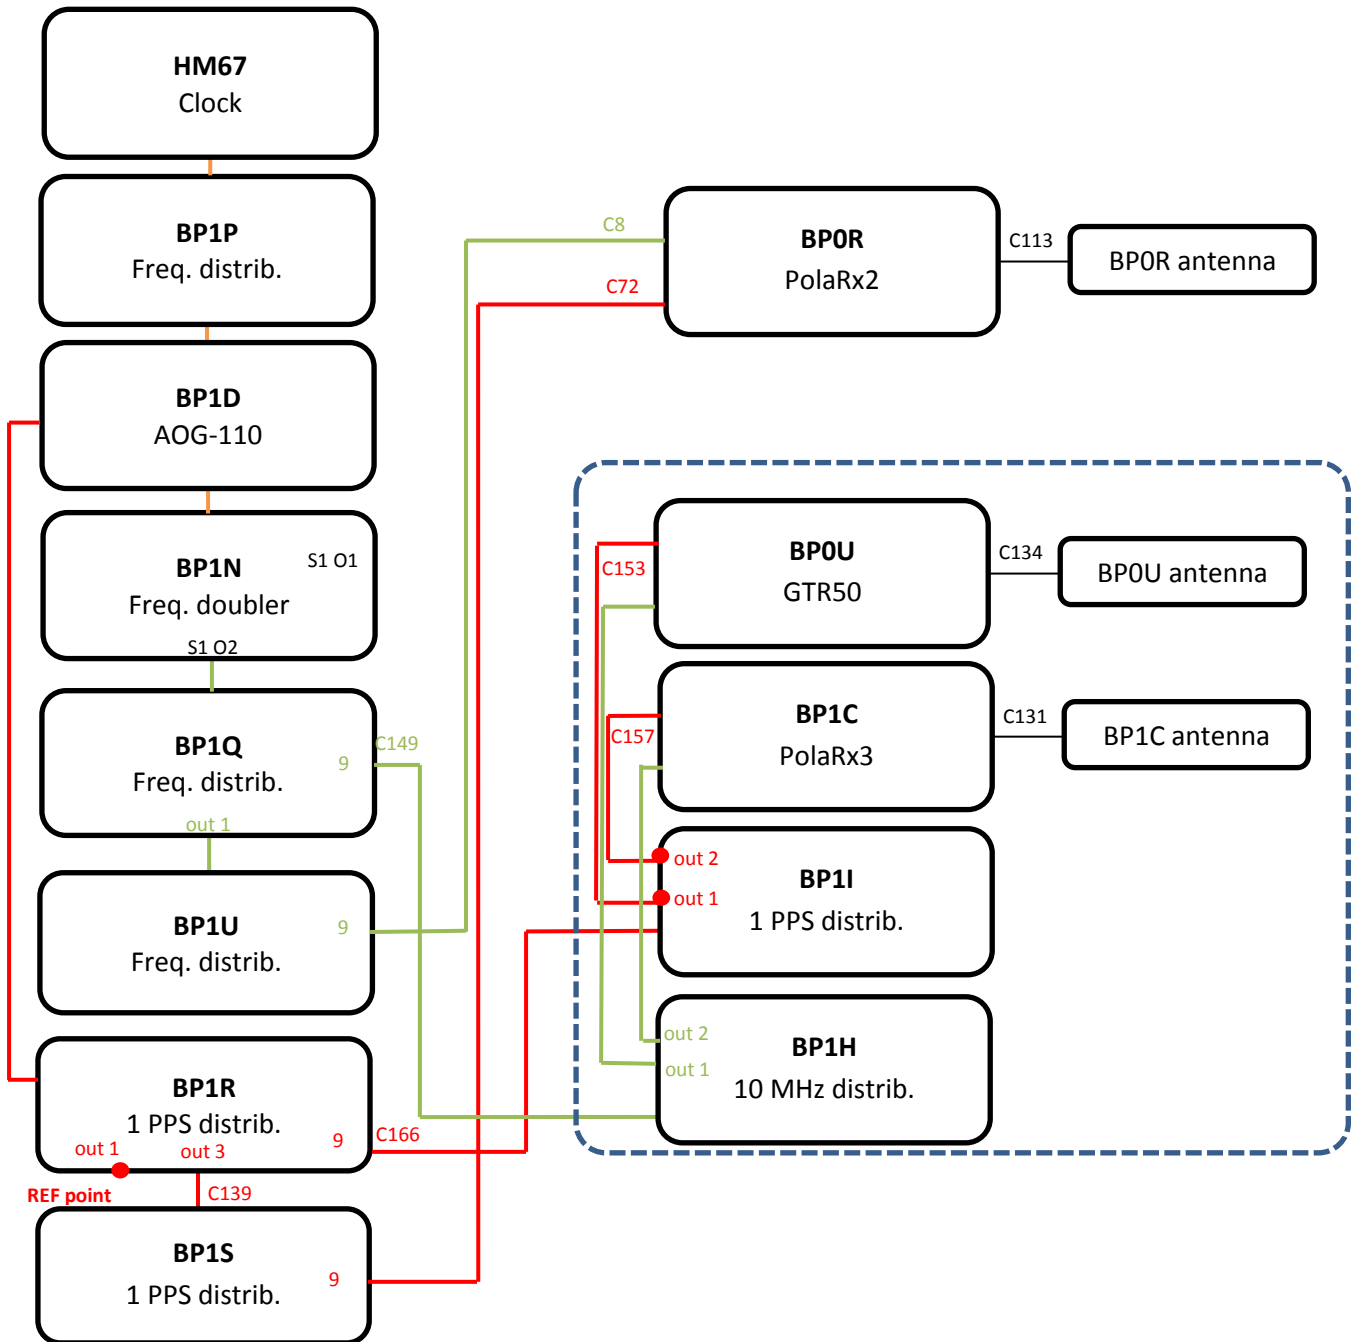 HM67
Clock
BP1P
Freq. distrib.
BP1D
AOG-110
BP1N
Freq. doubler
S1 O1
S1 O2
BP1Q
Freq. distrib.
9
C149
out 1
BP1U
Freq. distrib.
9
BP1R
1 PPS distrib.
9
C166
out 1
out 3
REF point
C139
BP1S
1 PPS distrib.
9
C8
C72
BP0R
PolaRx2
C113
BP0R antenna
C153
BP0U
GTR50
C134
BP0U antenna
C157
BP1C
PolaRx3
C131
BP1C antenna
out 2
out 1
BP1I
1 PPS distrib.
out 2
out 1
BP1H
10 MHz distrib.